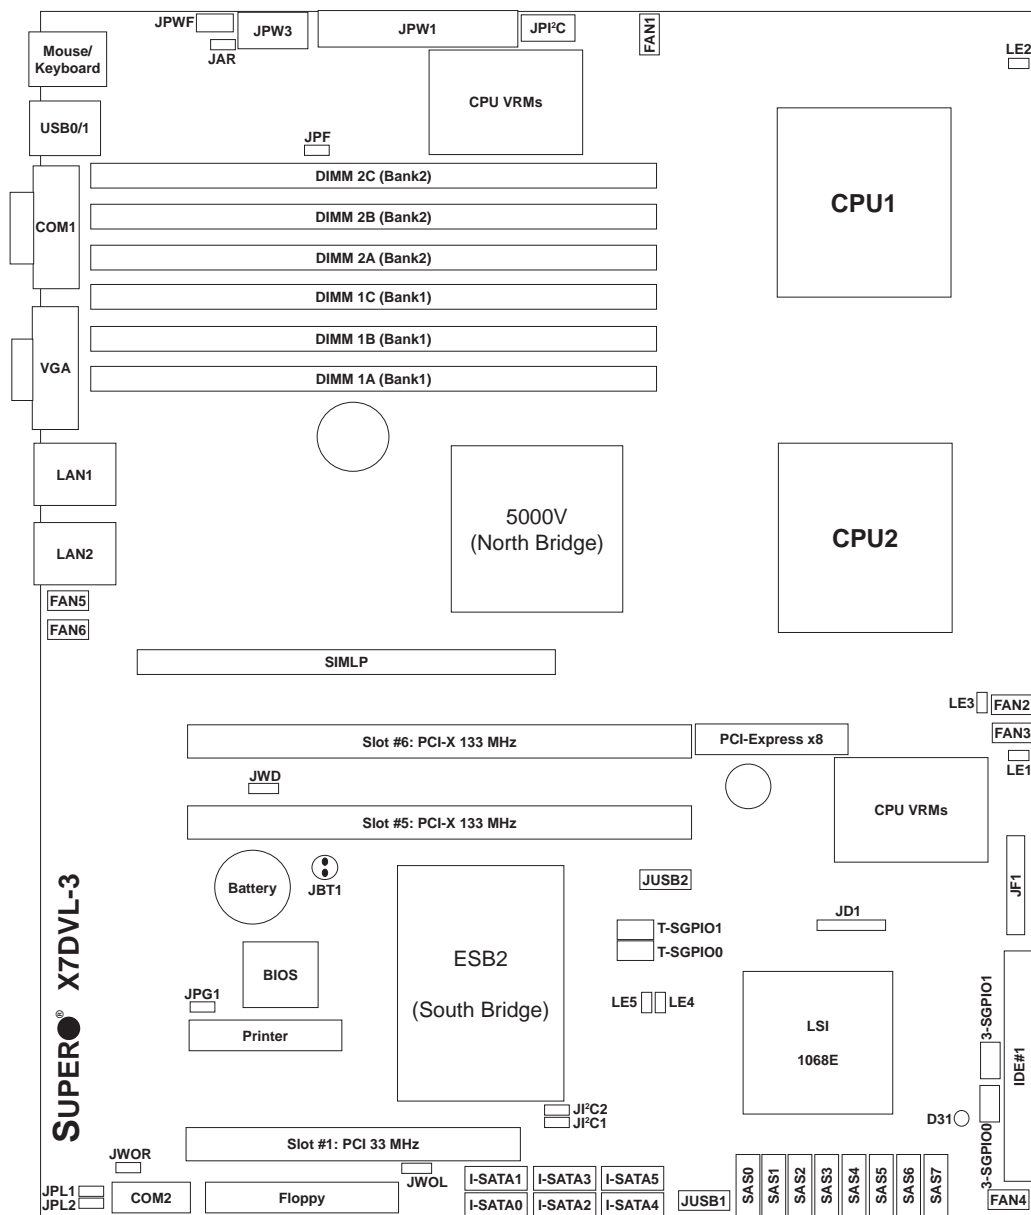 JPWF
JPW3
JPW1
JPI²C
FAN1
JAR
LE2
Mouse/
Keyboard
CPU VRMs
USB0/1
JPF
DIMM 2C (Bank2)
CPU1
DIMM 2B (Bank2)
COM1
DIMM 2A (Bank2)
DIMM 1C (Bank1)
DIMM 1B (Bank1)
VGA
DIMM 1A (Bank1)
LAN1
5000V
(North Bridge)
CPU2
LAN2
FAN5
FAN6
SIMLP
LE3
FAN2
FAN3
Slot #6: PCI-X 133 MHz
PCI-Express x8
LE1
JWD
CPU VRMs
Slot #5: PCI-X 133 MHz
Battery
JBT1
JUSB2
JF1
JD1
T-SGPIO1
T-SGPIO0
ESB2
(South Bridge)
BIOS
JPG1
LE5
LE4
LSI
1068E
3-SGPIO1
IDE#1
Printer
SUPER® X7DVL-3
JI²C2
JI²C1
D31
3-SGPIO0
Slot #1: PCI 33 MHz
JWOR
JWOL
I-SATA1
I-SATA3
I-SATA5
JPL1
JPL2
COM2
Floppy
I-SATA0
I-SATA2
I-SATA4
JUSB1
SAS0
SAS1
SAS2
SAS3
SAS4
SAS5
SAS6
SAS7
FAN4